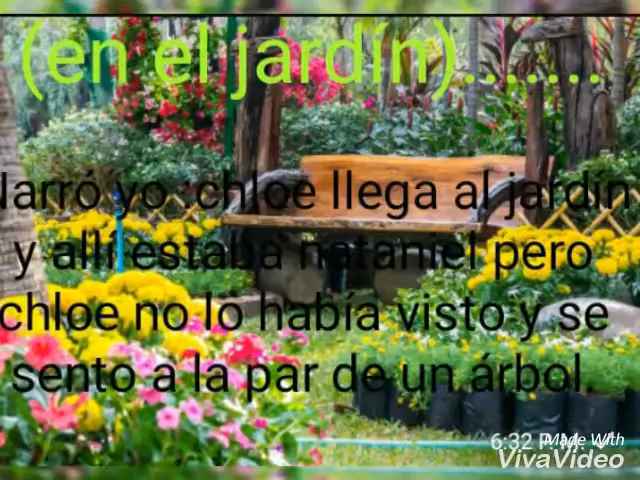 (en el jardín).......
Narró yo :chloe llega al jardín
y allí estaba nataniel pero
chloe no lo había visto y se
sento a la par de un árbol.
6:32 P.M.
Made With
VivaVideo